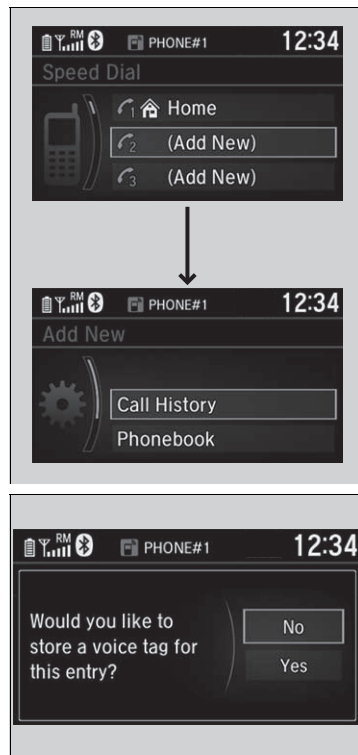 RM PHONE#1 12:34
Speed Dial
1 Home
2 (Add New)
3 (Add New)
RM PHONE#1 12:34
Add New
Call History
Phonebook
RM PHONE#1 12:34
Would you like to
store a voice tag for
this entry?
No
Yes